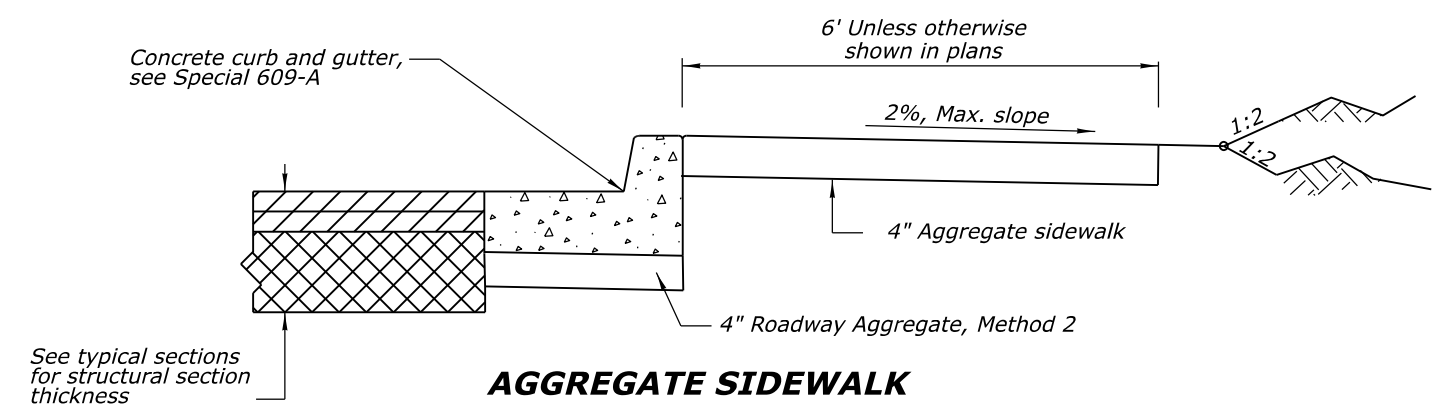 6' Unless otherwise
shown in plans
Concrete curb and gutter,
see Special 609-A
2%, Max. slope
1:2
1:2
4" Aggregate sidewalk
4" Roadway Aggregate, Method 2
See typical sections
for structural section
thickness
AGGREGATE SIDEWALK